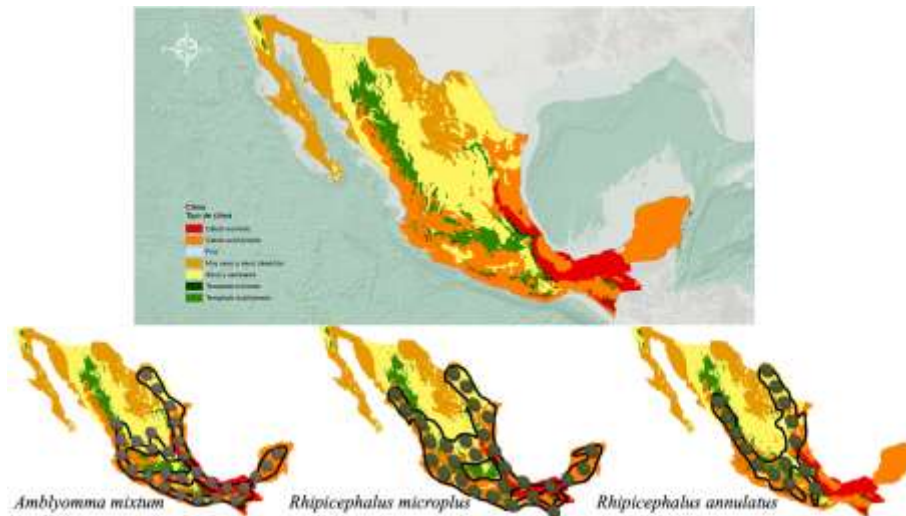 Clima
Tipo de clima
Cálido húmedo
Cálido subhúmedo
Frío
Muy seco y seco desértico
Seco y semiseco
Templado húmedo
Templado subhúmedo
Amblyomma mixtum
Rhipicephalus microplus
Rhipicephalus annulatus